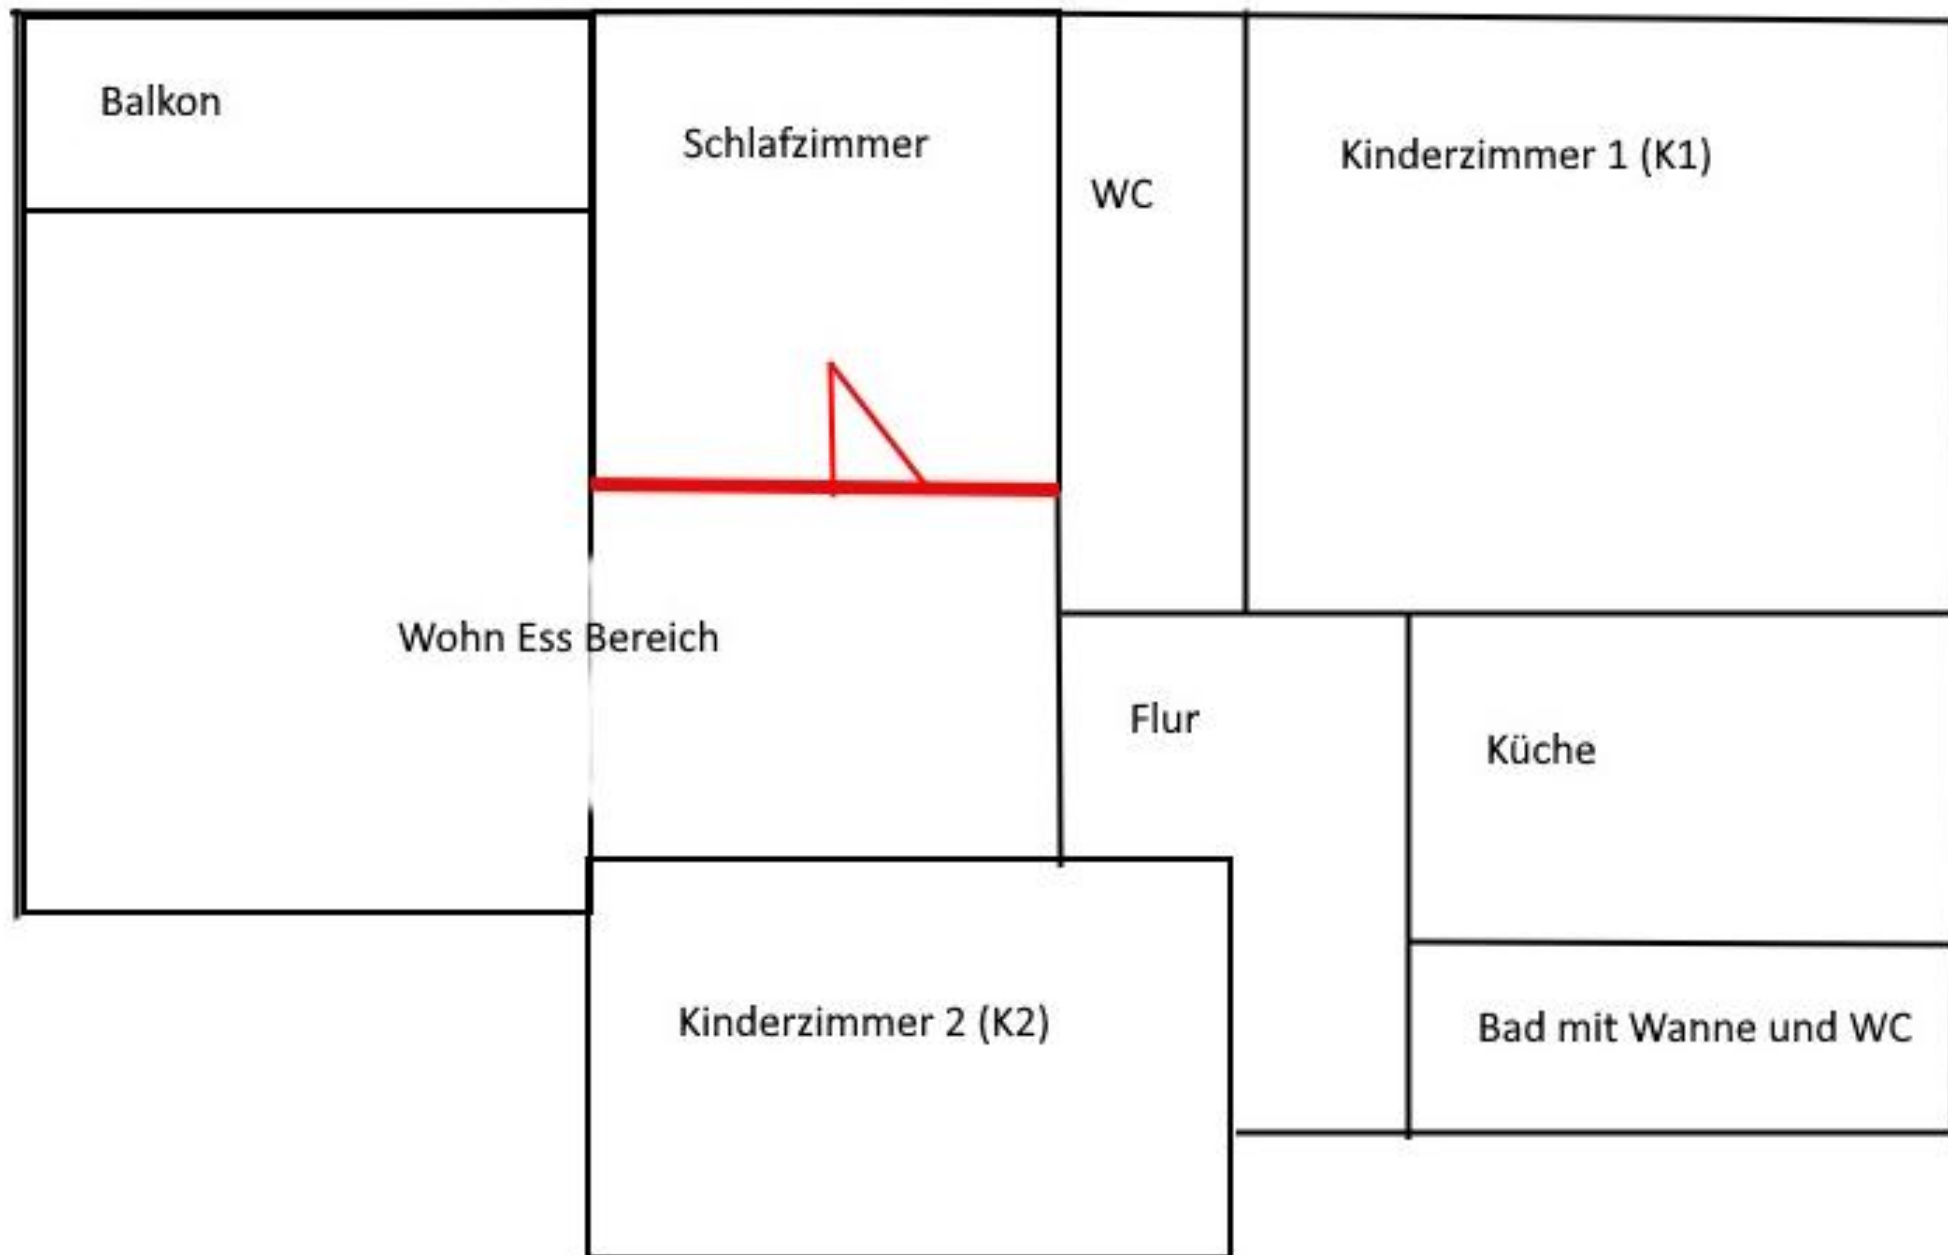 Balkon
Schlafzimmer
WC
Kinderzimmer 1 (K1)
Wohn Ess Bereich
Flur
Küche
Kinderzimmer 2 (K2)
Bad mit Wanne und WC